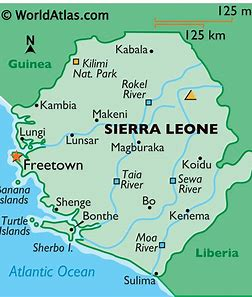 © WorldAtlas.com
125 mi
125 km
N
Guinea
Kabala
Kilimi
Nat. Park
Rokel
River
Kambia
Makeni
Lungi
Lunsar
SIERRA LEONE
Magburaka
Freetown
Koidu
Taia
River
Sewa
River
Banana
Islands
Shenge
Bo
Turtle
Islands
Bonthe
Kenema
Sherbo I.
Moa
River
Liberia
Atlantic Ocean
Sulima